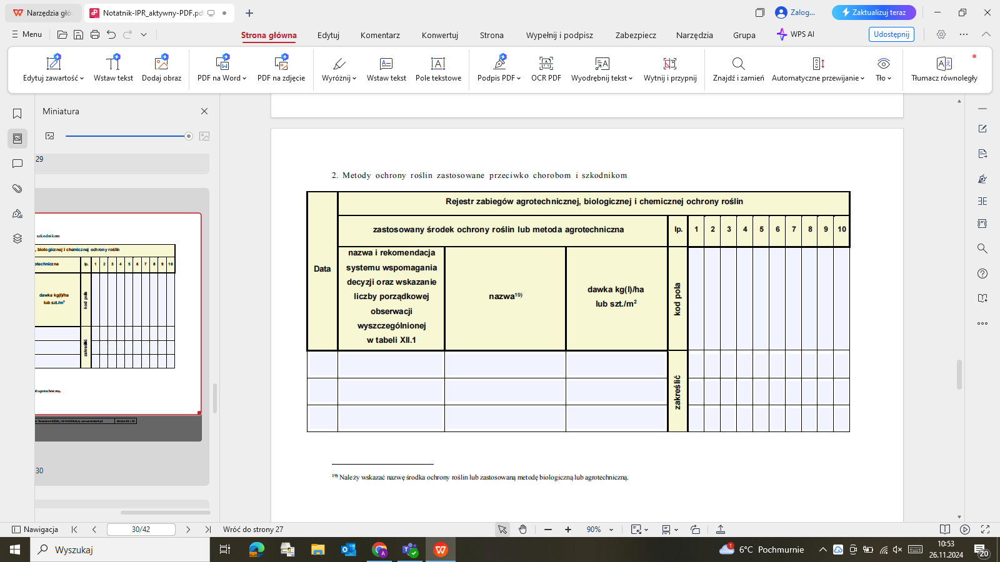 Narzędzia głó
Notatnik-IPR_aktywny-PDF.pdf
Zalog...
Zaktualizuj teraz
Menu
Strona główna
Edytuj
Komentarz
Konwertuj
Strona
Wypełnij i podpisz
Zabezpiecz
Narzędzia
Grupa
WPS AI
Udostępnij
Edytuj zawartość
Wstaw tekst
Dodaj obraz
PDF na Word
PDF na zdjęcie
Wyróżnij
Wstaw tekst
Pole tekstowe
Podpis PDF
OCR PDF
Wyodrębnij tekst
Wytnij i przypnij
Znajdź i zamień
Automatyczne przewijanie
Tło
Tłumacz równoległy
Miniatura
29
szkodnikom
, biologicznej i chemicznej ochrony roślin
otechniczna
lp.
1 2 3 4 5 6 7 8 9 10
dawka kg(l)/ha
lub szt./m²
kod pola
zakreślić
30
2. Metody ochrony roślin zastosowane przeciwko chorobom i szkodnikom
Data
Rejestr zabiegów agrotechnicznej, biologicznej i chemicznej ochrony roślin
zastosowany środek ochrony roślin lub metoda agrotechniczna
lp.
1 2 3 4 5 6 7 8 9 10
nazwa i rekomendacja
systemu wspomagania
decyzji oraz wskazanie
liczby porządkowej
obserwacji
wyszczególnionej
w tabeli XII.1
nazwa¹⁹⁾
dawka kg(l)/ha
lub szt./m²
kod pola
zakreślić
¹⁹⁾ Należy wskazać nazwę środka ochrony roślin lub zastosowaną metodę biologiczną lub agrotechniczną.
Nawigacja
30/42
Wróć do strony 27
90%
Wyszukaj
1
6°C Pochmurnie
10:53
26.11.2024
20